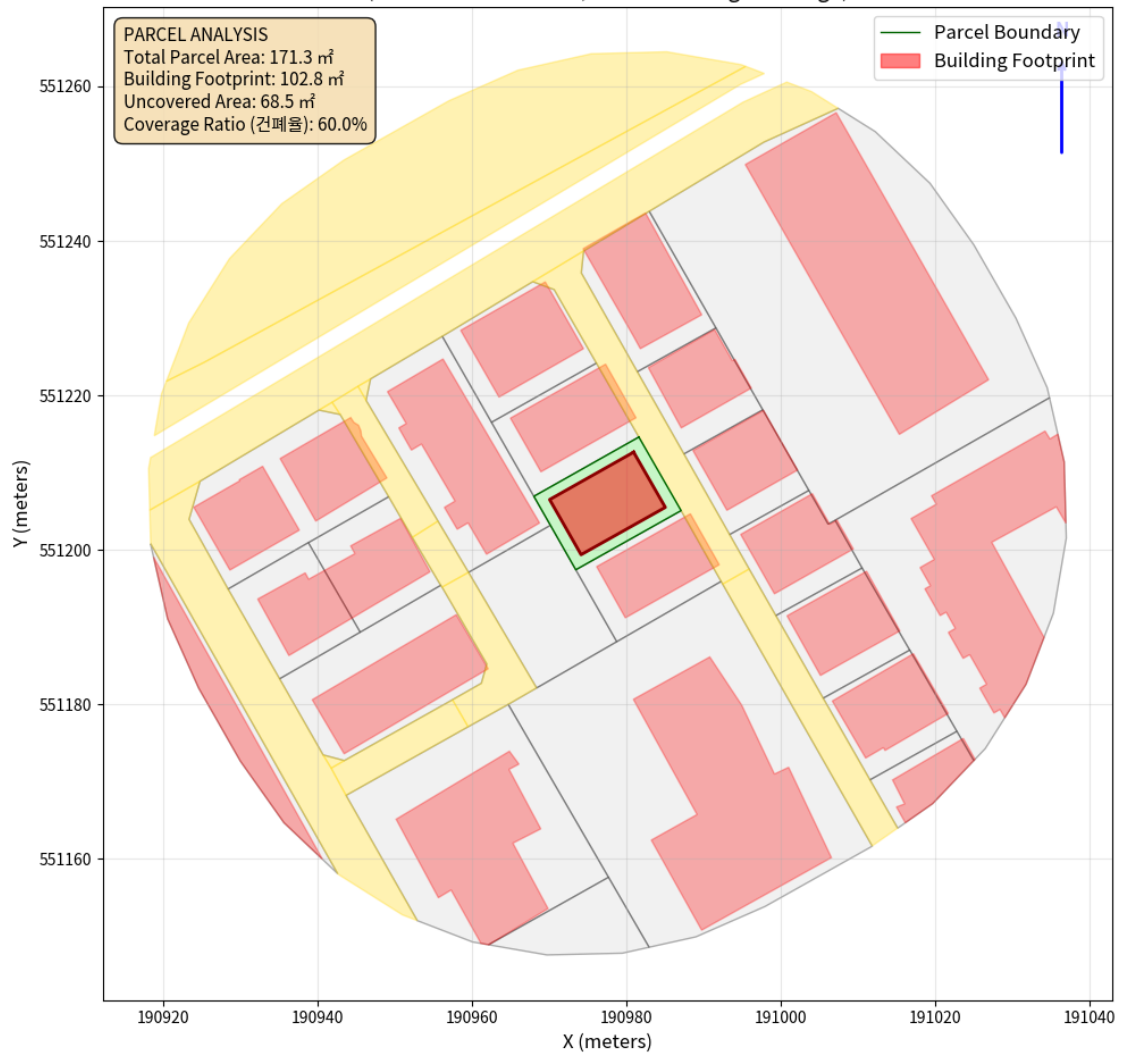 PARCEL ANALYSIS
Total Parcel Area: 171.3 ㎡
Building Footprint: 102.8 ㎡
Uncovered Area: 68.5 ㎡
Coverage Ratio (건폐율): 60.0%
Parcel Boundary
Building Footprint
N
551260
551240
551220
551200
551180
551160
Y (meters)
190920 190940 190960 190980 191000 191020 191040
X (meters)